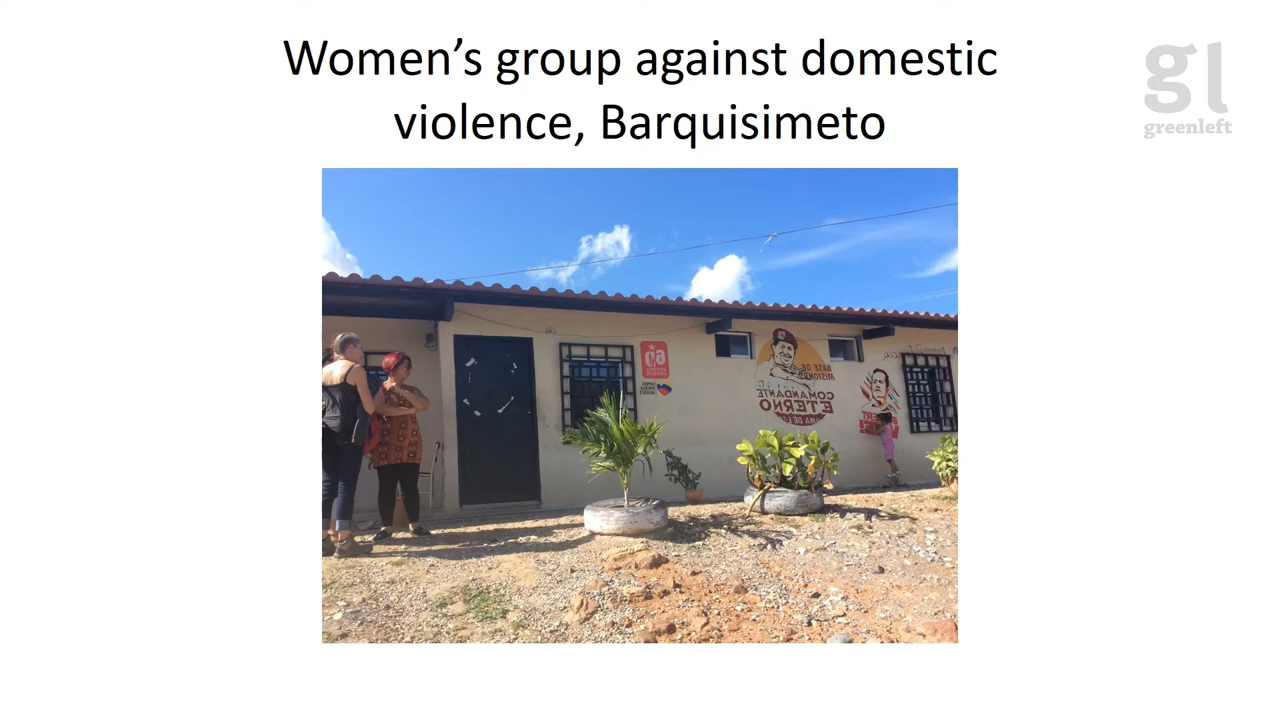 Women’s group against domestic
violence, Barquisimeto
gl
greenleft
BASE DE
MISIONES
COMANDANTE
ETERNO